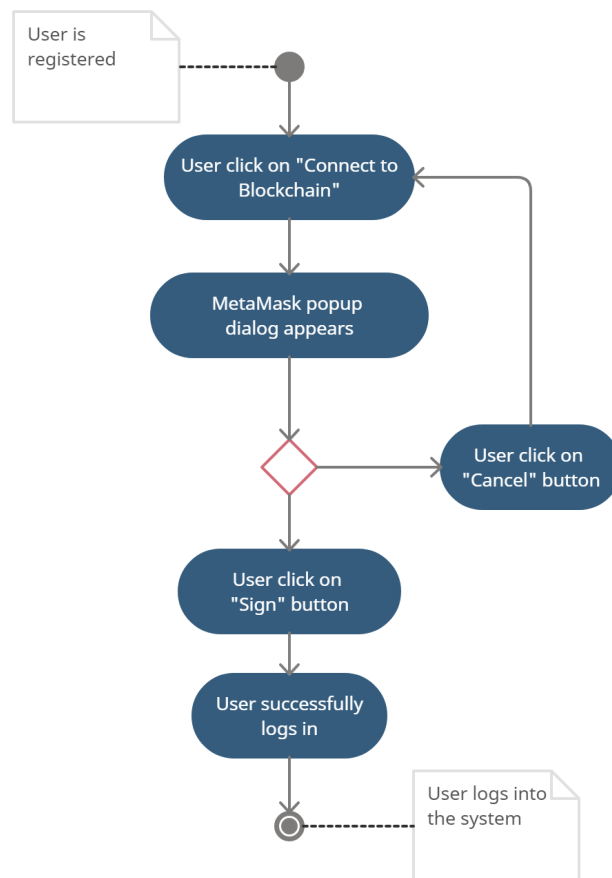 User is
registered
User click on "Connect to
Blockchain"
MetaMask popup
dialog appears
User click on
"Cancel" button
User click on
"Sign" button
User successfully
logs in
User logs into
the system